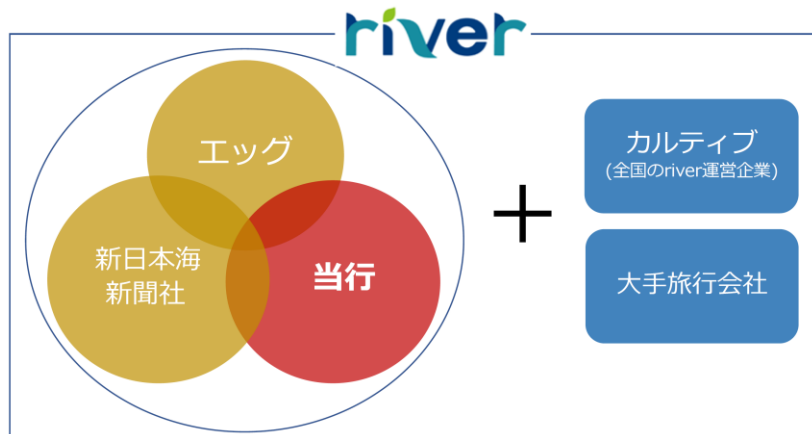 river
エッグ
新日本海
新聞社
当行
＋
カルティブ
(全国のriver運営企業)
大手旅行会社